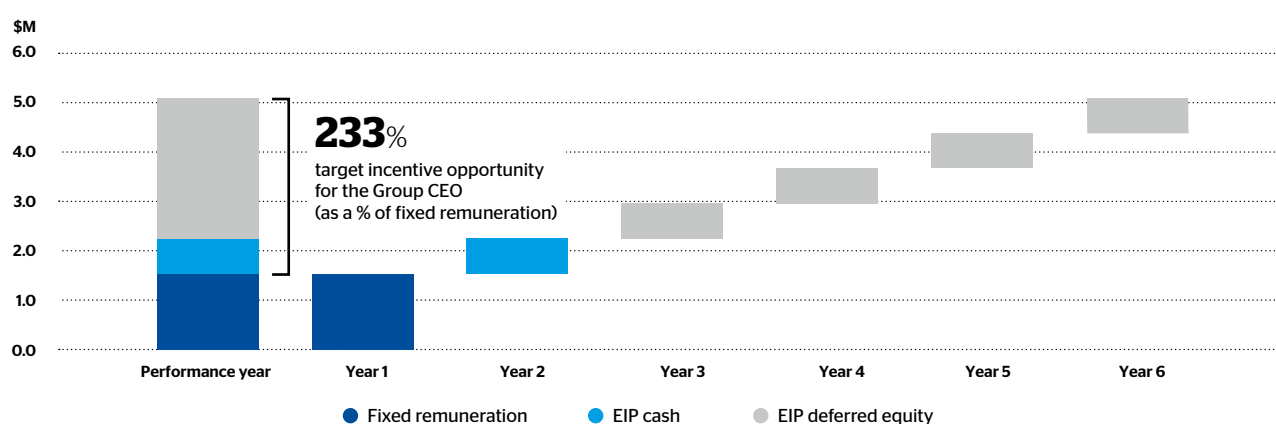 $M
6.0
5.0
4.0
3.0
2.0
1.0
0.0
233%
target incentive opportunity
for the Group CEO
(as a % of fixed remuneration)
Performance year
Year 1
Year 2
Year 3
Year 4
Year 5
Year 6
Fixed remuneration
EIP cash
EIP deferred equity